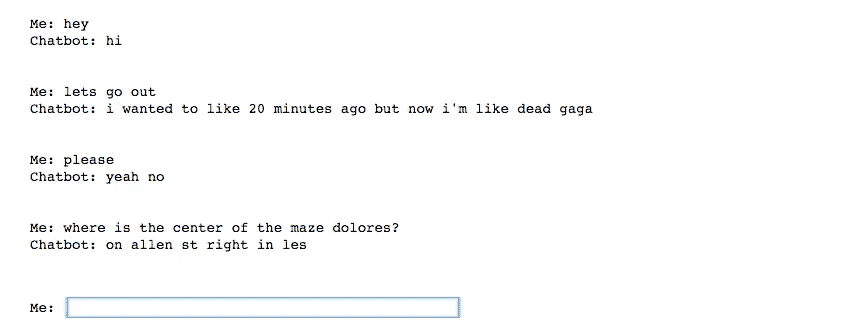 Me: hey
Chatbot: hi
Me: lets go out
Chatbot: i wanted to like 20 minutes ago but now i'm like dead gaga
Me: please
Chatbot: yeah no
Me: where is the center of the maze dolores?
Chatbot: on allen st right in les
Me: